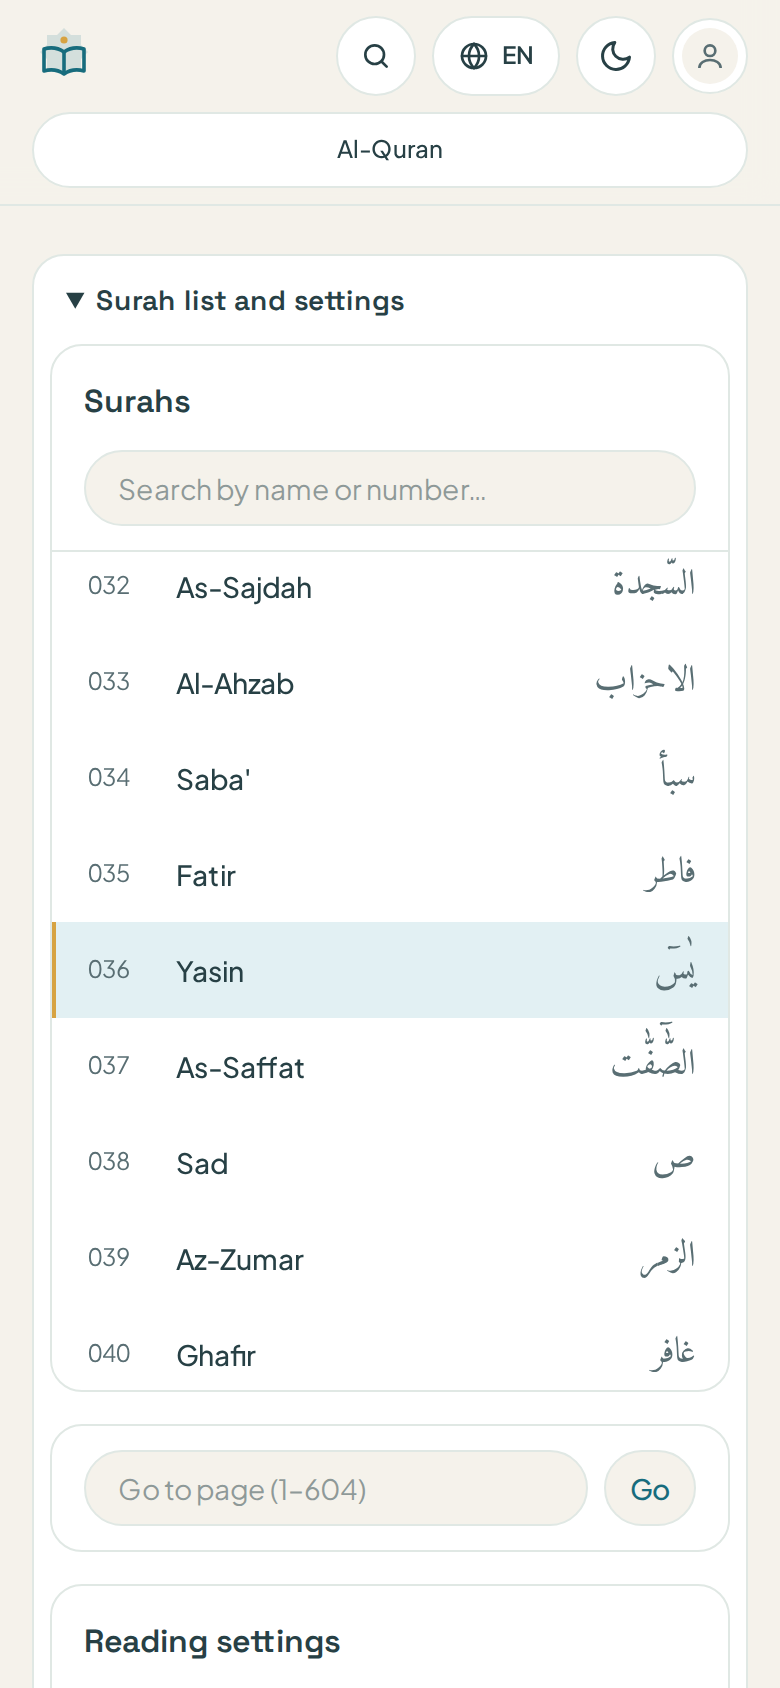 EN
Al-Quran
▼ Surah list and settings
Surahs
Search by name or number...
032 As-Sajdah السّجدة
033 Al-Ahzab الاحزاب
034 Saba' سبأ
035 Fatir فاطر
036 Yasin يٰسٓ
037 As-Saffat الصّٰٓفّٰت
038 Sad ص
039 Az-Zumar الزمر
040 Ghafir غافر
Go to page (1–604)
Go
Reading settings